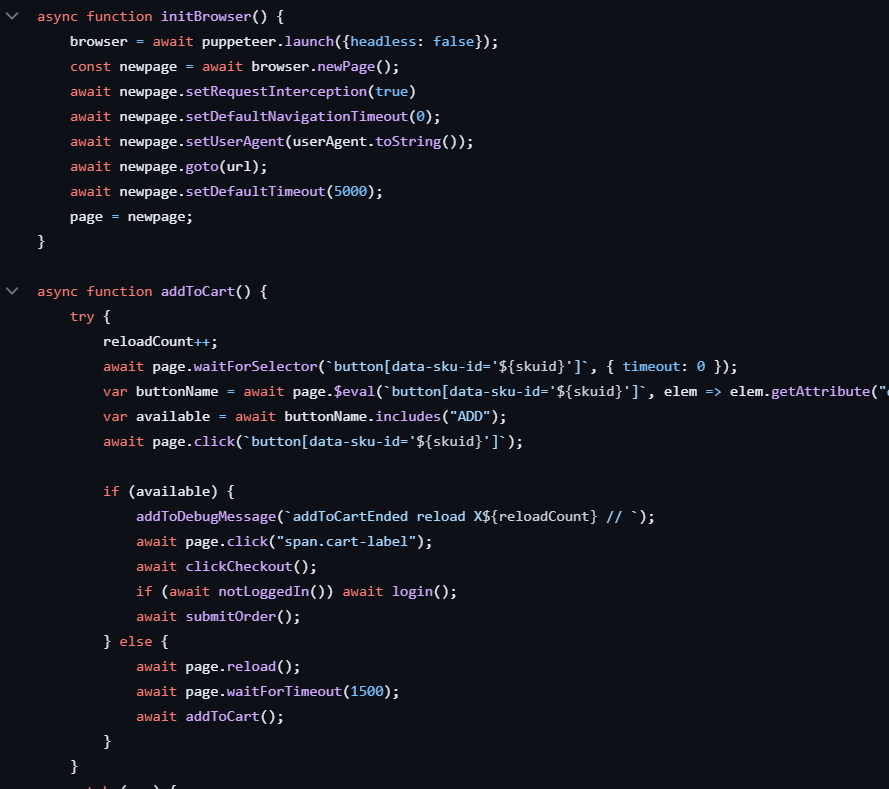 async function initBrowser() {
browser = await puppeteer.launch({headless: false});
const newpage = await browser.newPage();
await newpage.setRequestInterception(true)
await newpage.setDefaultNavigationTimeout(0);
await newpage.setUserAgent(userAgent.toString());
await newpage.goto(url);
await newpage.setDefaultTimeout(5000);
page = newpage;
}
async function addToCart() {
try {
reloadCount++;
await page.waitForSelector(`button[data-sku-id='${skuid}']`, { timeout: 0 });
var buttonName = await page.$eval(`button[data-sku-id='${skuid}']`, elem => elem.getAttribute("
var available = await buttonName.includes("ADD");
await page.click(`button[data-sku-id='${skuid}']`);
if (available) {
addToDebugMessage(`addToCartEnded reload X${reloadCount} // `);
await page.click("span.cart-label");
await clickCheckout();
if (await notLoggedIn()) await login();
await submitOrder();
} else {
await page.reload();
await page.waitForTimeout(1500);
await addToCart();
}
}